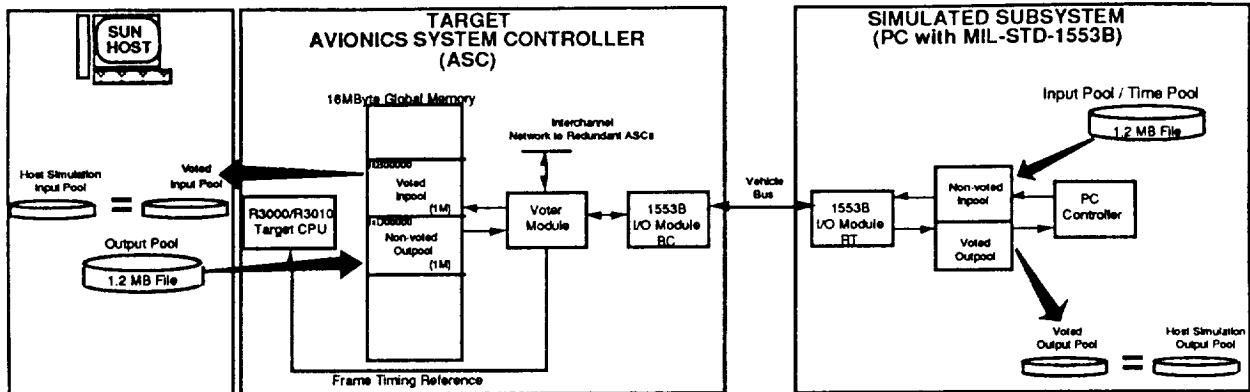 SUN
HOST
Host Simulation
Input Pool
=
Voted
Input Pool
Output Pool
1.2 MB File
TARGET
AVIONICS SYSTEM CONTROLLER
(ASC)
16MByte Global Memory
Voted
Inpool
(1M)
Non-voted
Outpool
(1M)
R3000/R3010
Target CPU
Interchannel
Network to Redundant ASCs
Voter
Module
1553B
I/O Module
BC
Frame Timing Reference
Vehicle
Bus
SIMULATED SUBSYSTEM
(PC with MIL-STD-1553B)
Input Pool / Time Pool
1.2 MB File
1553B
I/O Module
RT
Non-voted
Inpool
Voted
Outpool
PC
Controller
Voted
Output Pool
=
Host Simulation
Output Pool